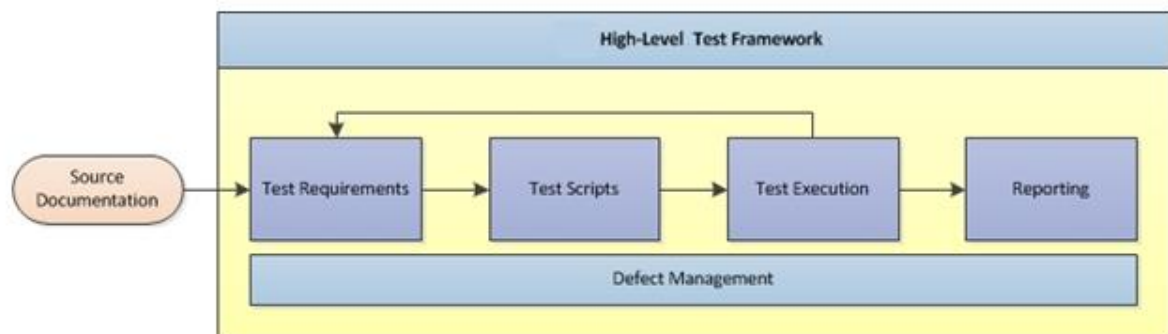 High-Level Test Framework
Source
Documentation
Test Requirements
Test Scripts
Test Execution
Reporting
Defect Management